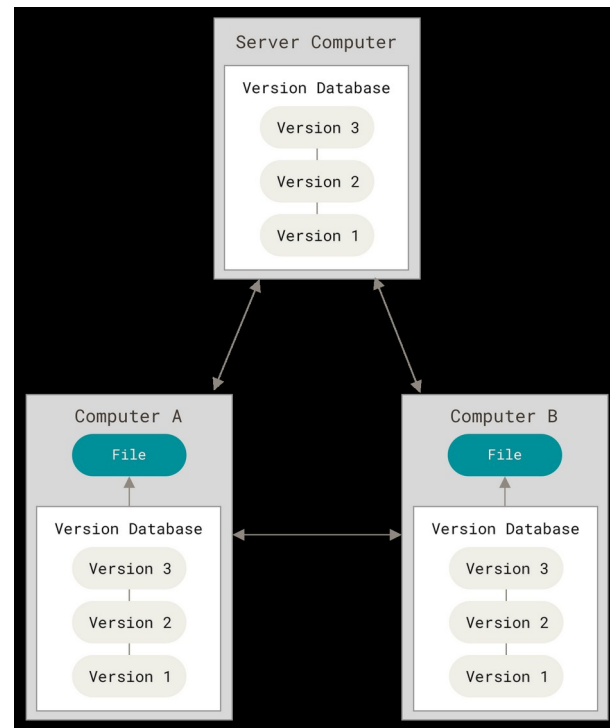 Server Computer
Version Database
Version 3
Version 2
Version 1
Computer A
File
Version Database
Version 3
Version 2
Version 1
Computer B
File
Version Database
Version 3
Version 2
Version 1